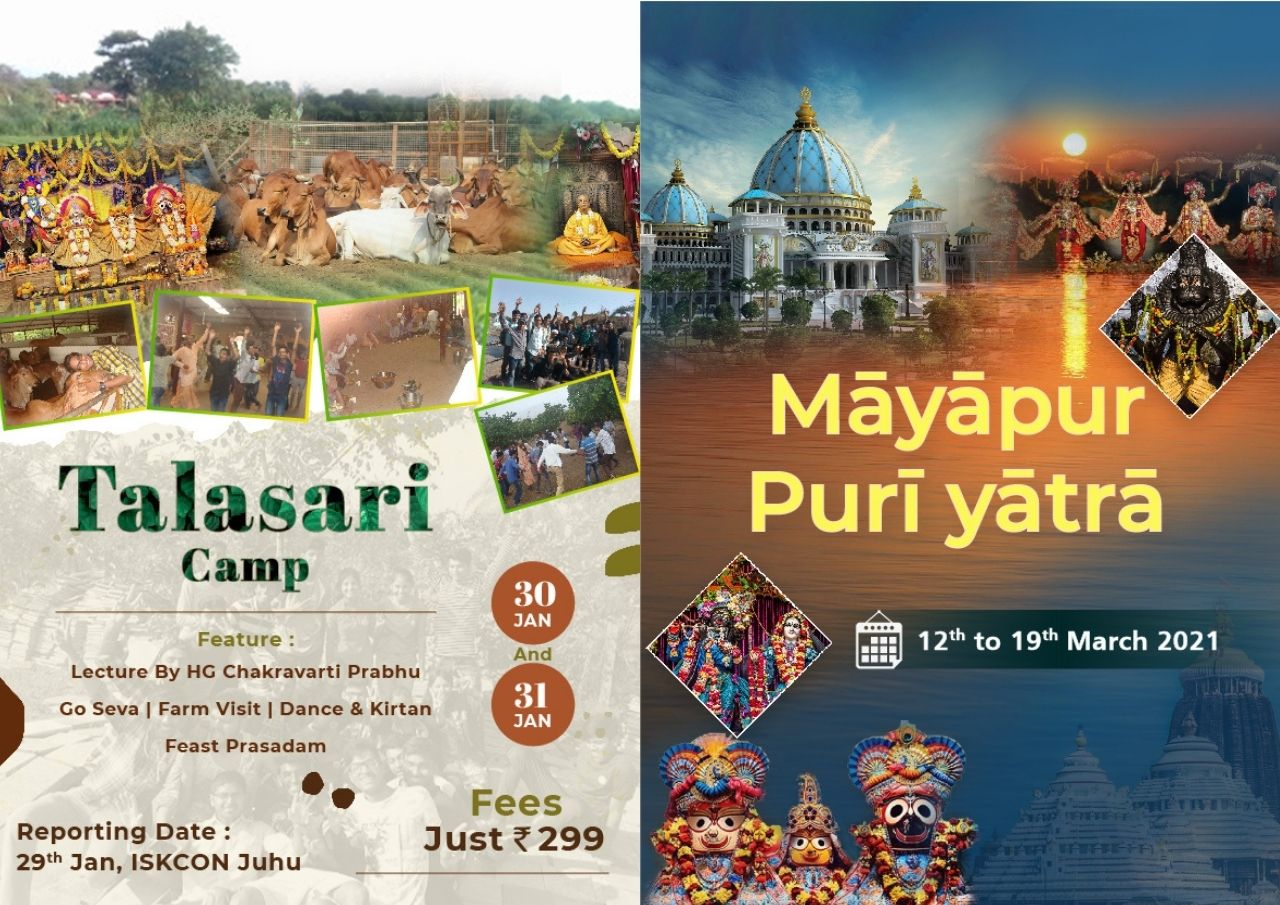 Talasari
Camp
Feature :
Lecture By HG Chakravarti Prabhu
Go Seva | Farm Visit | Dance & Kirtan
Feast Prasadam
30
JAN
And
31
JAN
Reporting Date :
29th Jan, ISKCON Juhu
Fees
Just ₹ 299
Māyāpur
Purī yātrā
12th to 19th March 2021